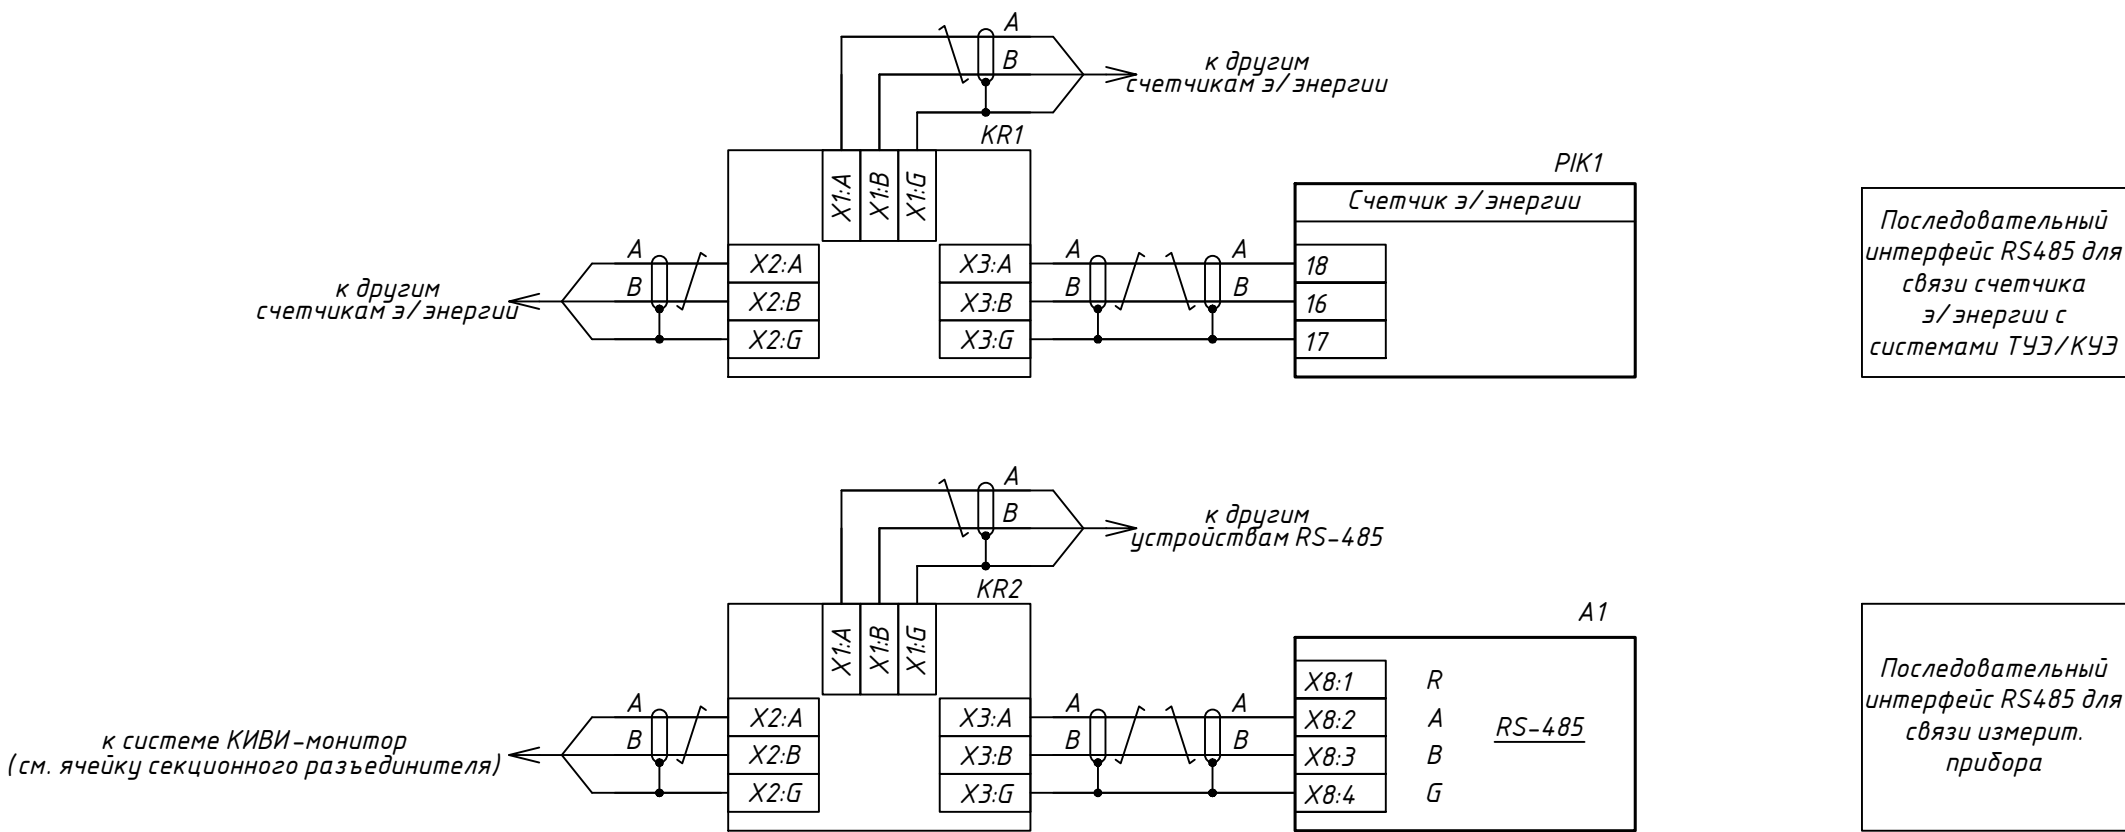 A
B
к другим
счетчикам э/энергии
KR1
X1:A
X1:B
X1:G
PIK1
Счетчик э/энергии
Последовательный
интерфейс RS485 для
связи счетчика
э/энергии с
системами ТУЭ/КУЭ
к другим
счетчикам э/энергии
A
B
X2:A
X2:B
X2:G
X3:A
X3:B
X3:G
A
B
A
B
18
16
17
A
B
к другим
устройствам RS-485
KR2
X1:A
X1:B
X1:G
A1
к системе КИВИ-монитор
(см. ячейку секционного разъединителя)
A
B
X2:A
X2:B
X2:G
X3:A
X3:B
X3:G
A
B
A
B
X8:1 R
X8:2 A
X8:3 B
X8:4 G
RS-485
Последовательный
интерфейс RS485 для
связи измерит.
прибора